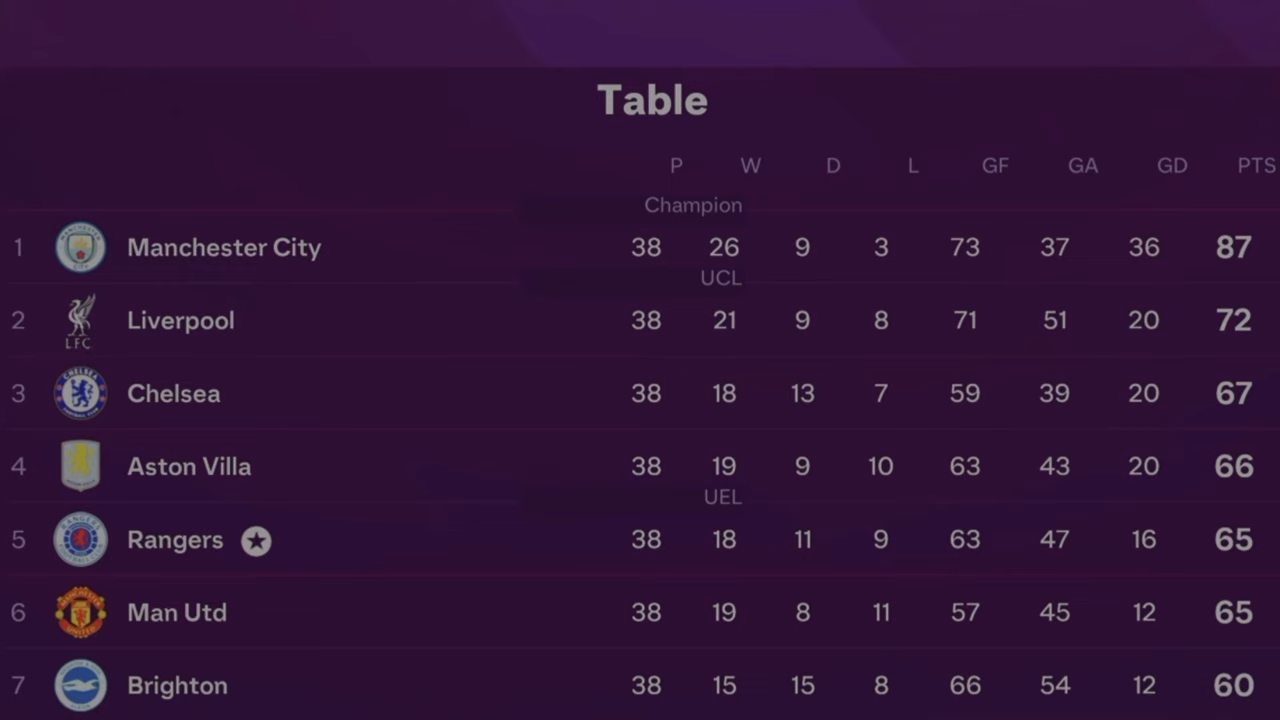 Table
P W D L GF GA GD PTS
Champion
1 Manchester City 38 26 9 3 73 37 36 87
UCL
2 LFC Liverpool 38 21 9 8 71 51 20 72
3 Chelsea 38 18 13 7 59 39 20 67
4 Aston Villa 38 19 9 10 63 43 20 66
UEL
5 Rangers 38 18 11 9 63 47 16 65
6 Man Utd 38 19 8 11 57 45 12 65
7 Brighton 38 15 15 8 66 54 12 60